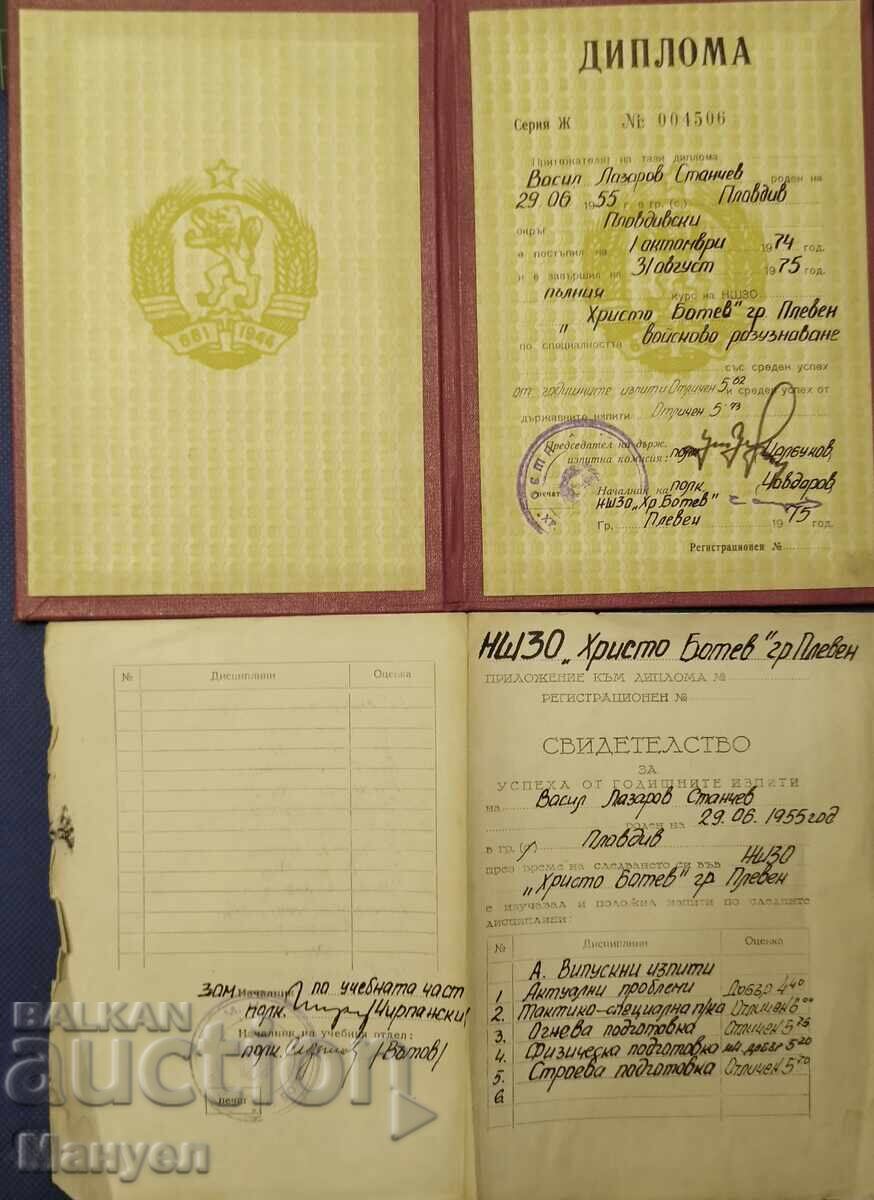 681 1944
ДИПЛОМА
Серия Ж № 004506
Притежателят на тази диплома
Васил Лазаров Станчев роден на
29 06 1955 г. в гр. (с.) Пловдив
окръг Пловдивски
е постъпил на 1 октомври 1974 год.
и е завършил на 31 август 1975 год.
пълния курс на НШЗО
„Христо Ботев" гр. Плевен
по специалността войсково разузнаване
със среден успех
от годишните изпити Отличен 5.62 и среден успех от
държавните изпити Отличен 5.73
Председател на държ.
изпитна комисия: полк.
печат Началник на полк. Чавдаров
НШЗО „Хр. Ботев"
Гр. Плевен 1975 год.
Регистрационен №
№ Дисциплини Оценка
зам. Началник по учебната част
полк. /Чирпански/
Началник на учебния отдел:
полк. /Вътов/
печат
НШЗО „Христо Ботев" гр Плевен
ПРИЛОЖЕНИЕ КЪМ ДИПЛОМА №
РЕГИСТРАЦИОНЕН №
СВИДЕТЕЛСТВО
ЗА
УСПЕХА ОТ ГОДИШНИТЕ ИЗПИТИ
на Васил Лазаров Станчев
роден на 29.06.1955 год
в гр. (с) Пловдив
през време на следването си във НШЗО
„Христо Ботев" гр Плевен
е изучавал и положил изпити по следните
дисциплини:
№ Дисциплини Оценка
А. Випускни изпити
1 Актуални проблеми Добър 4.40
2. Тактико-специална п/ка Отличен 6.00
3. Огнева подготовка Отличен 5.75
4. Физическа подготовка мн. добър 5.20
5. Строева подготовка Отличен 5.70
6.
BALKAN
auction
Мануел